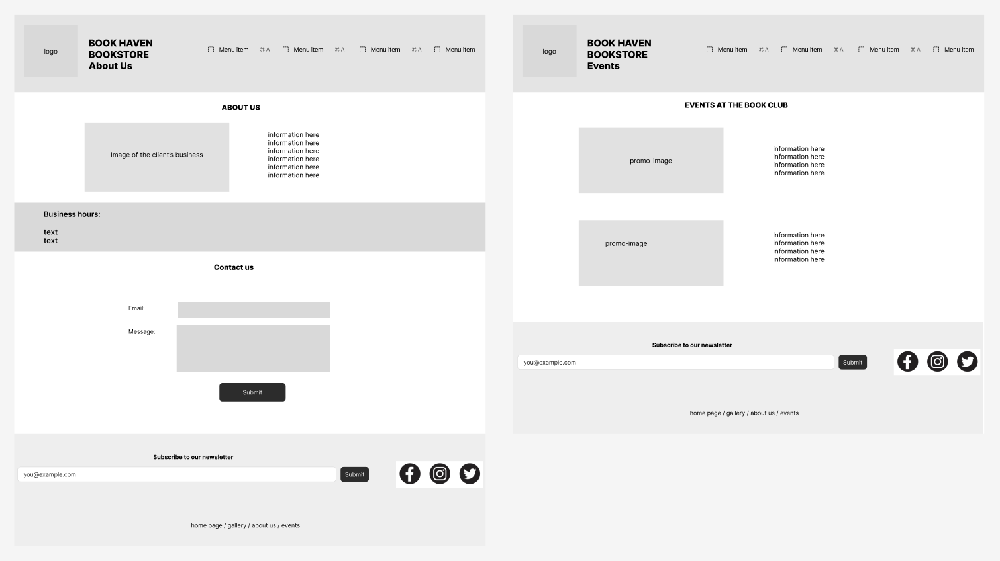 logo
BOOK HAVEN
BOOKSTORE
About Us
Menu item ⌘ A Menu item ⌘ A Menu item ⌘ A Menu item
ABOUT US
Image of the client's business
information here
information here
information here
information here
information here
information here
Business hours:
text
text
Contact us
Email:
Message:
Submit
Subscribe to our newsletter
you@example.com
Submit
home page / gallery / about us / events
logo
BOOK HAVEN
BOOKSTORE
Events
Menu item ⌘ A Menu item ⌘ A Menu item ⌘ A Menu item
EVENTS AT THE BOOK CLUB
promo-image
information here
information here
information here
information here
promo-image
information here
information here
information here
information here
Subscribe to our newsletter
you@example.com
Submit
home page / gallery / about us / events